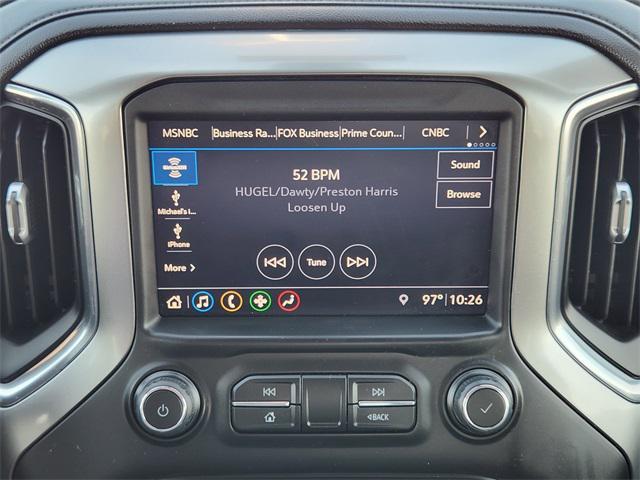 MSNBC Business Ra... FOX Business Prime Coun... CNBC
52 BPM
HUGEL/Dawty/Preston Harris
Loosen Up
Sound
Browse
Michael's I...
iPhone
More
Tune
97° 10:26
BACK